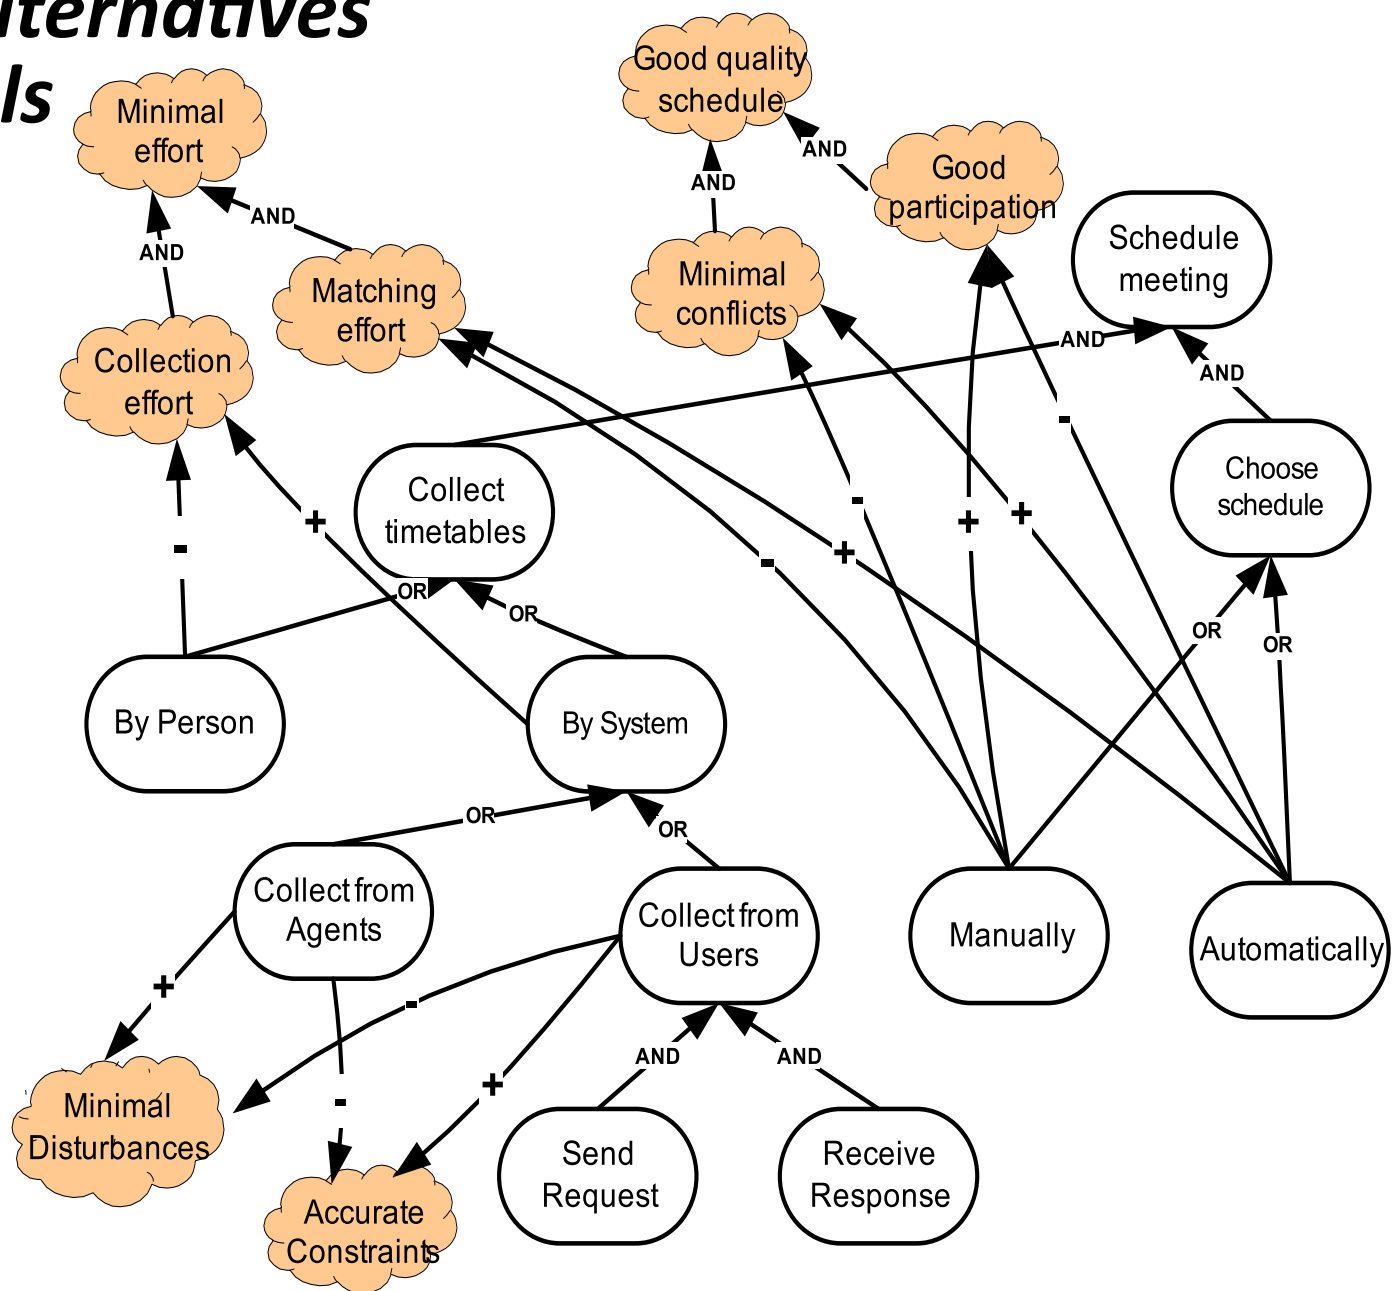 lternatives
ls
Good quality
schedule
Minimal
effort
AND
Good
participation
AND
AND
AND
Schedule
meeting
Minimal
conflicts
Matching
effort
AND
Collection
effort
AND
Choose
schedule
-
Collect
timetables
-
+
+
+
-
+
-
OR
OR
OR
OR
By Person
By System
OR
OR
Collect from
Agents
Collect from
Users
Manually
Automatically
+
-
AND
AND
+
-
Minimal
Disturbances
Send
Request
Receive
Response
Accurate
Constraints